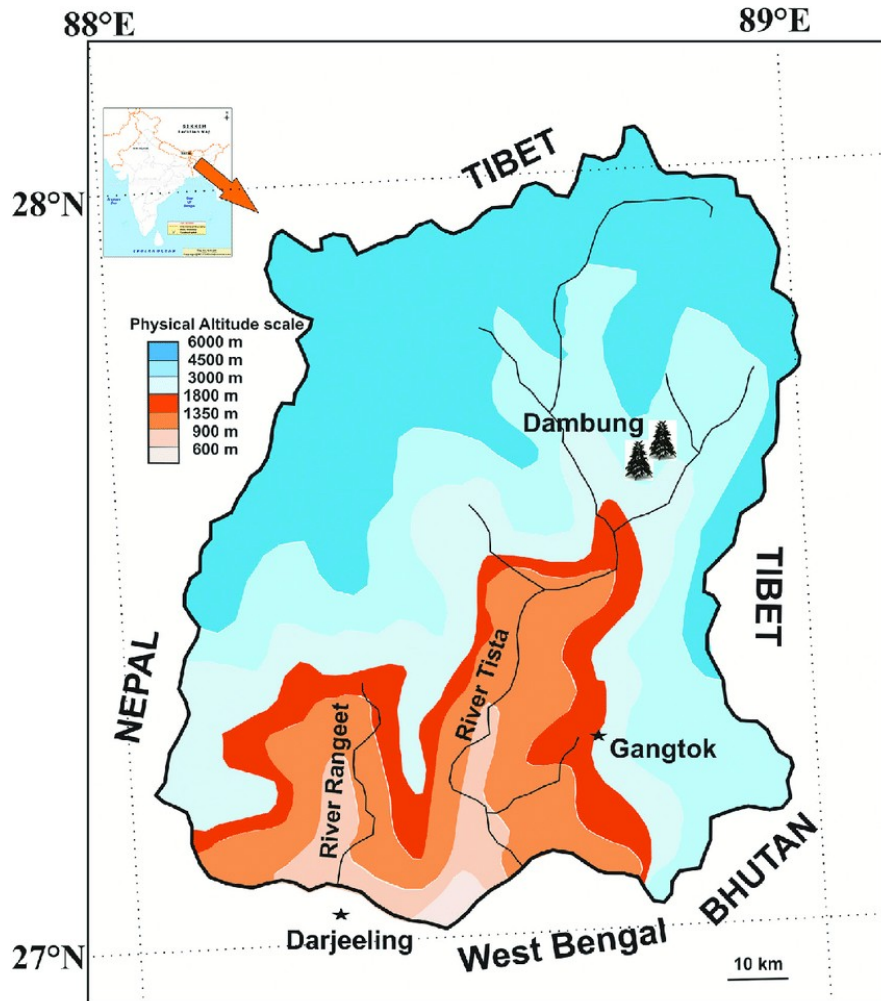 88°E
89°E
TIBET
28°N
Physical Altitude scale
6000 m
4500 m
3000 m
1800 m
1350 m
900 m
600 m
Dambung
TIBET
NEPAL
River Tista
River Rangeet
Gangtok
BHUTAN
Darjeeling
West Bengal
27°N
10 km